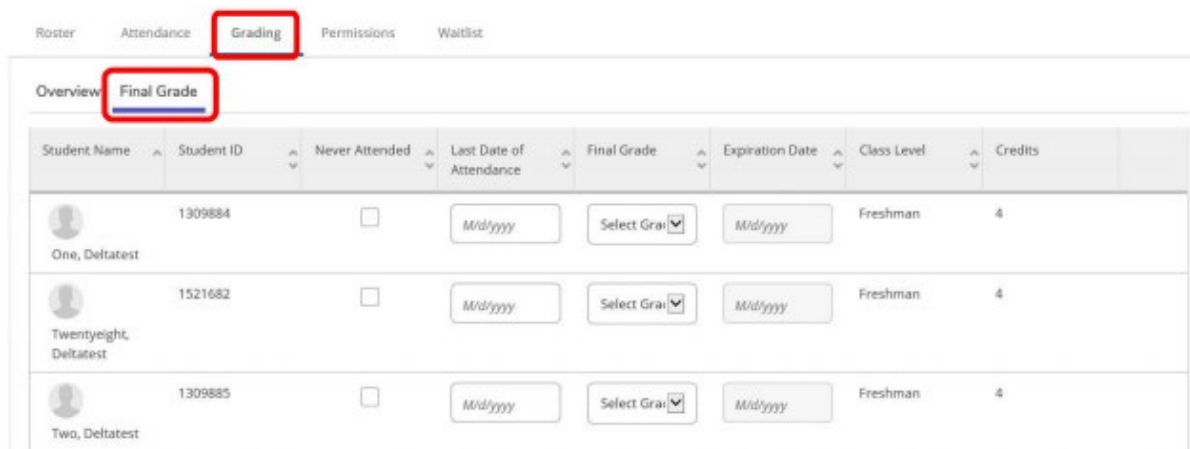 Roster Attendance Grading Permissions Waitlist
Overview Final Grade
Student Name Student ID Never Attended Last Date of Attendance Final Grade Expiration Date Class Level Credits
1309884 M/d/yyyy Select Gra M/d/yyyy Freshman 4
One, Deltatest
1521682 M/d/yyyy Select Gra M/d/yyyy Freshman 4
Twentyeight,
Deltatest
1309885 M/d/yyyy Select Gra M/d/yyyy Freshman 4
Two, Deltatest